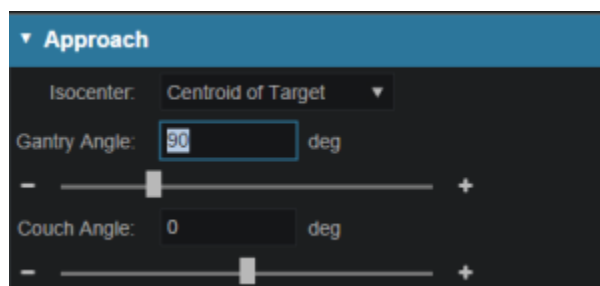 ▼ Approach
Isocenter: Centroid of Target ▼
Gantry Angle: 90 deg
− +
Couch Angle: 0 deg
− +